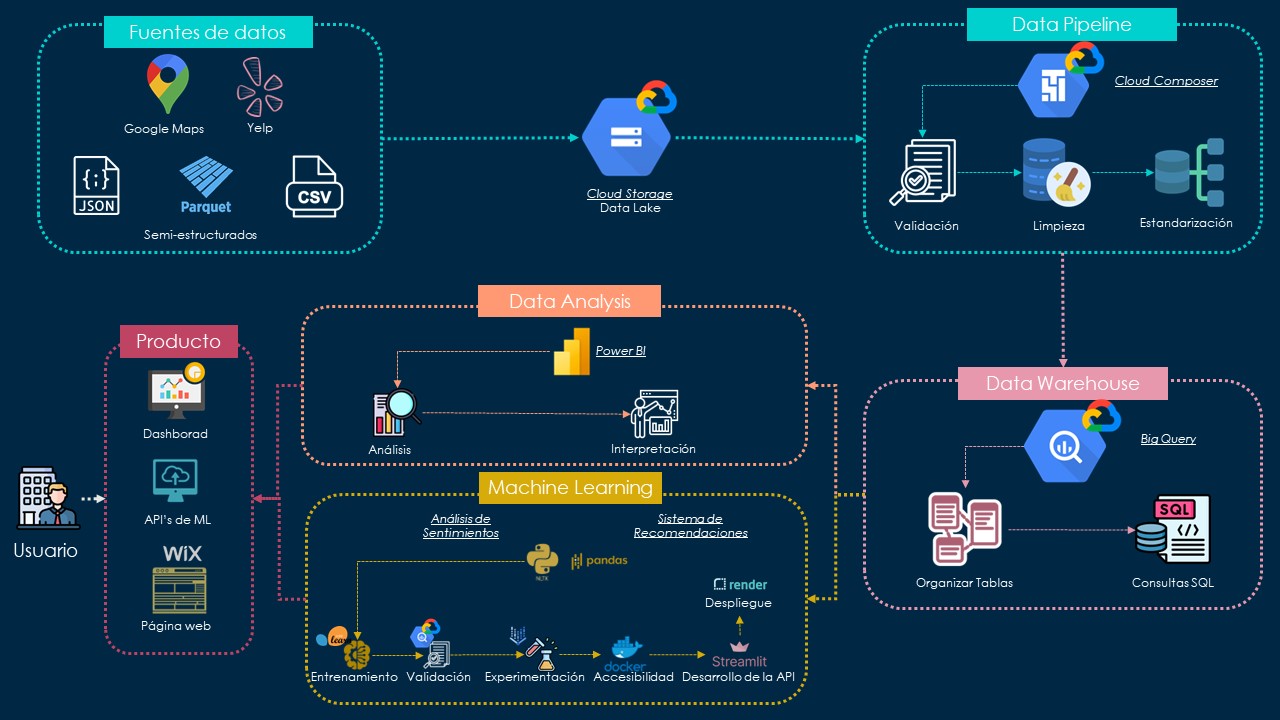 Fuentes de datos
Google Maps
Yelp
JSON
Parquet
CSV
Semi-estructurados
Cloud Storage
Data Lake
Data Pipeline
Cloud Composer
Validación
Limpieza
Estandarización
Data Warehouse
Big Query
Organizar Tablas
SQL
Consultas SQL
Data Analysis
Power BI
Análisis
Interpretación
Machine Learning
Análisis de
Sentimientos
Sistema de
Recomendaciones
NLTK
pandas
render
Despliegue
learn
docker
Streamlit
Entrenamiento
Validación
Experimentación
Accesibilidad
Desarrollo de la API
Producto
Dashborad
API's de ML
WiX
Página web
Usuario